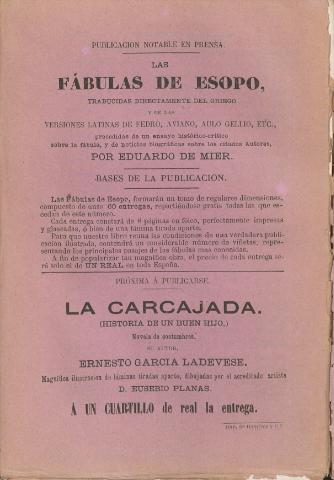 PUBLICACION NOTABLE EN PRENSA.
LAS
FÁBULAS DE ESOPO,
TRADUCIDAS DIRECTAMENTE DEL GRIEGO
Y DE LAS
VERSIONES LATINAS DE FEDRO, AVIANO, AULO GELLIO, ETC.,
precedidas de un ensayo histórico-crítico
sobre la fábula, y de noticias biográficas sobre los citados Autores,
POR EDUARDO DE MIER.
BASES DE LA PUBLICACION.
Las Fábulas de Esopo, formarán un tomo de regulares dimensiones,
compuesto de unas 60 entregas, repartiéndose gratis todas las que es-
cedan de este número.
Cada entrega constará de 8 páginas en fólio, perfectamente impresas
y glaseadas, ó bien de una lámina tirada aparte.
Para que nuestro libro reuna las condiciones de una verdadera publi-
cacion ilustrada, contendrá un considerable número de viñetas, repre-
sentando los principales pasajes de las fábulas mas conocidas.
A fin de popularizar tan magnífica obra, el precio de cada entrega se-
rá solo el de UN REAL en toda España.
PRÓXIMA Á PUBLICARSE.
LA CARCAJADA.
(HISTORIA DE UN BUEN HIJO.)
Novela de costumbres,
SU AUTOR,
ERNESTO GARCIA LADEVESE.
Magnífica ilustracion de láminas tiradas aparte, dibujadas por el acreditado artista
D. EUSEBIO PLANAS.
Á UN CUARTILLO de real la entrega.
Imp. de